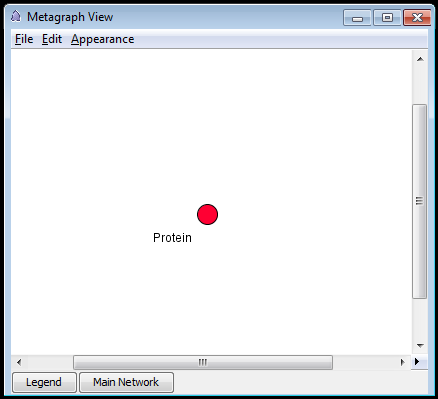 Metagraph View
File Edit Appearance
Protein
Legend Main Network